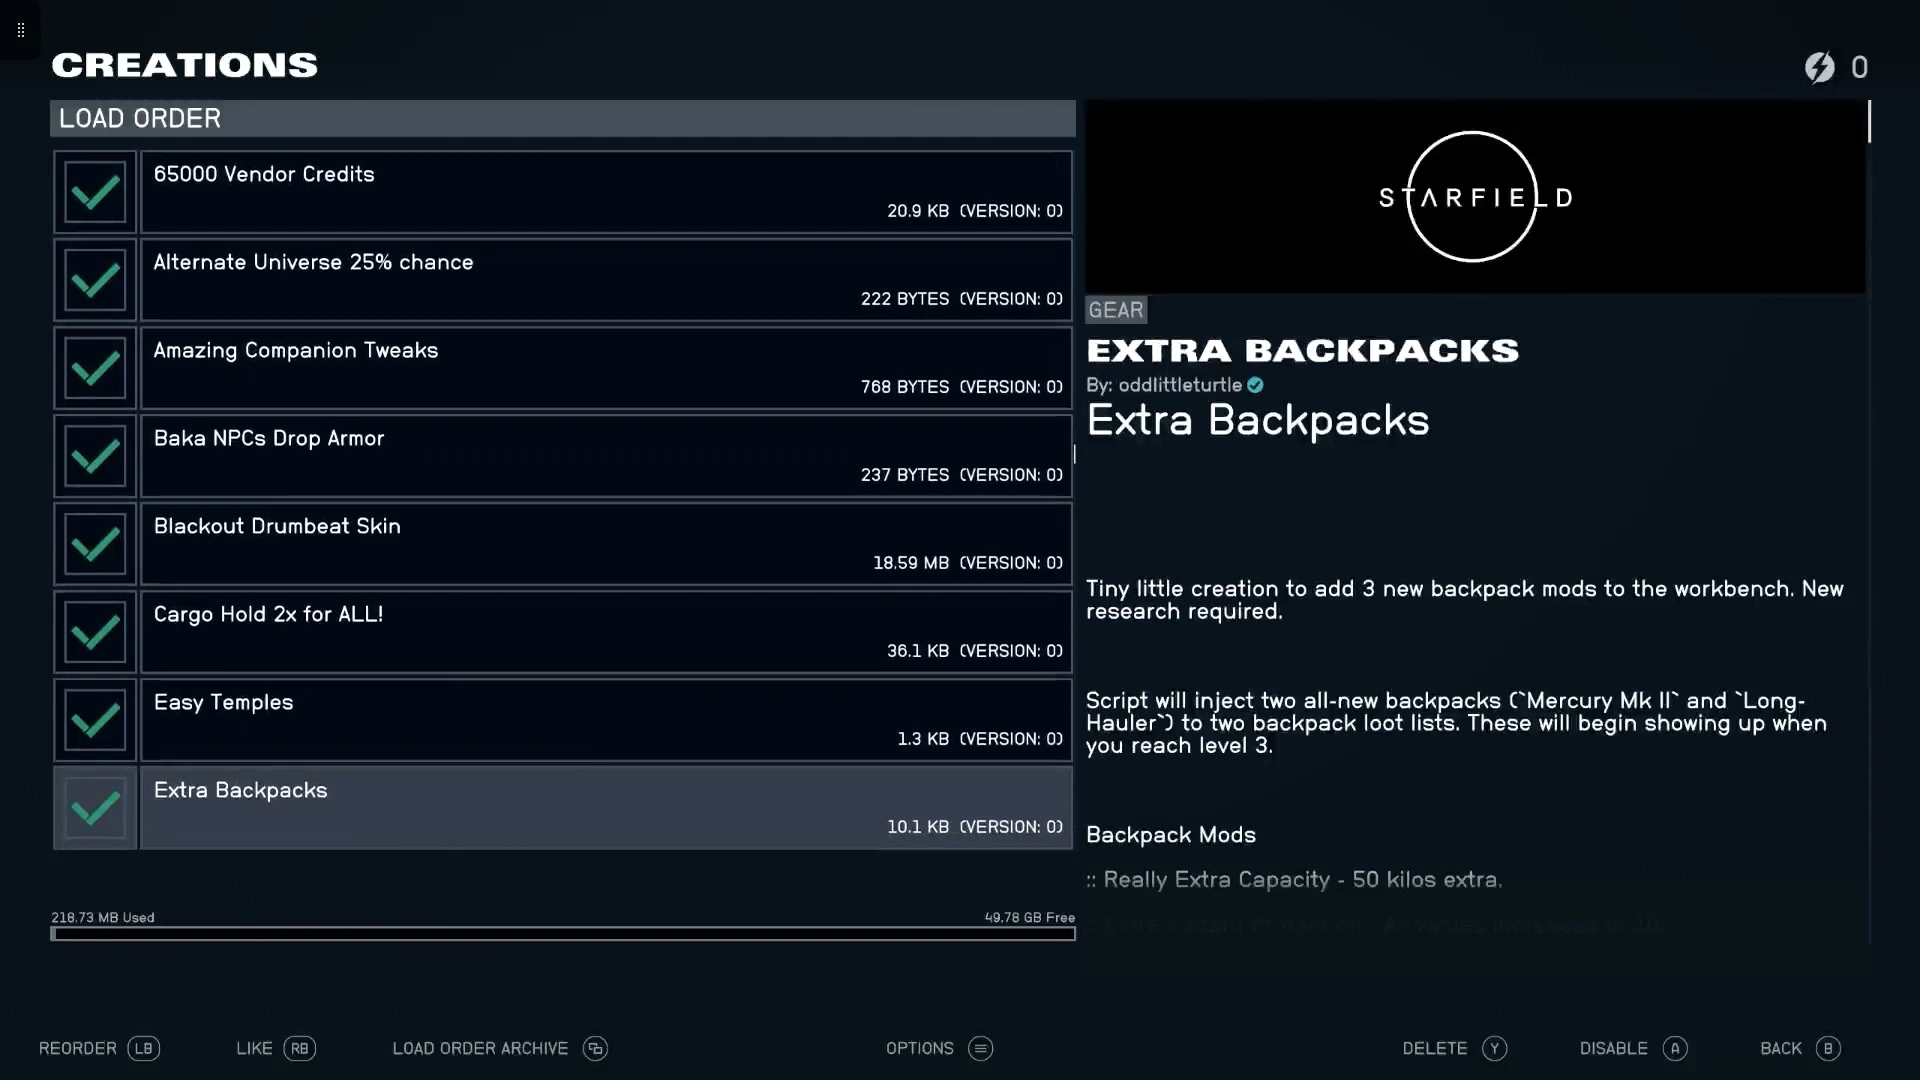 CREATIONS
0
LOAD ORDER
65000 Vendor Credits
20.9 KB (VERSION: 0)
Alternate Universe 25% chance
222 BYTES (VERSION: 0)
Amazing Companion Tweaks
768 BYTES (VERSION: 0)
Baka NPCs Drop Armor
237 BYTES (VERSION: 0)
Blackout Drumbeat Skin
18.59 MB (VERSION: 0)
Cargo Hold 2x for ALL!
36.1 KB (VERSION: 0)
Easy Temples
1.3 KB (VERSION: 0)
Extra Backpacks
10.1 KB (VERSION: 0)
218.73 MB Used
49.78 GB Free
STARFIELD
GEAR
EXTRA BACKPACKS
By: oddlittleturtle
Extra Backpacks
Tiny little creation to add 3 new backpack mods to the workbench. New
research required.
Script will inject two all-new backpacks (`Mercury Mk II` and `Long-
Hauler`) to two backpack loot lists. These will begin showing up when
you reach level 3.
Backpack Mods
:: Really Extra Capacity - 50 kilos extra.
REORDER LB
LIKE RB
LOAD ORDER ARCHIVE
OPTIONS
DELETE Y
DISABLE A
BACK B